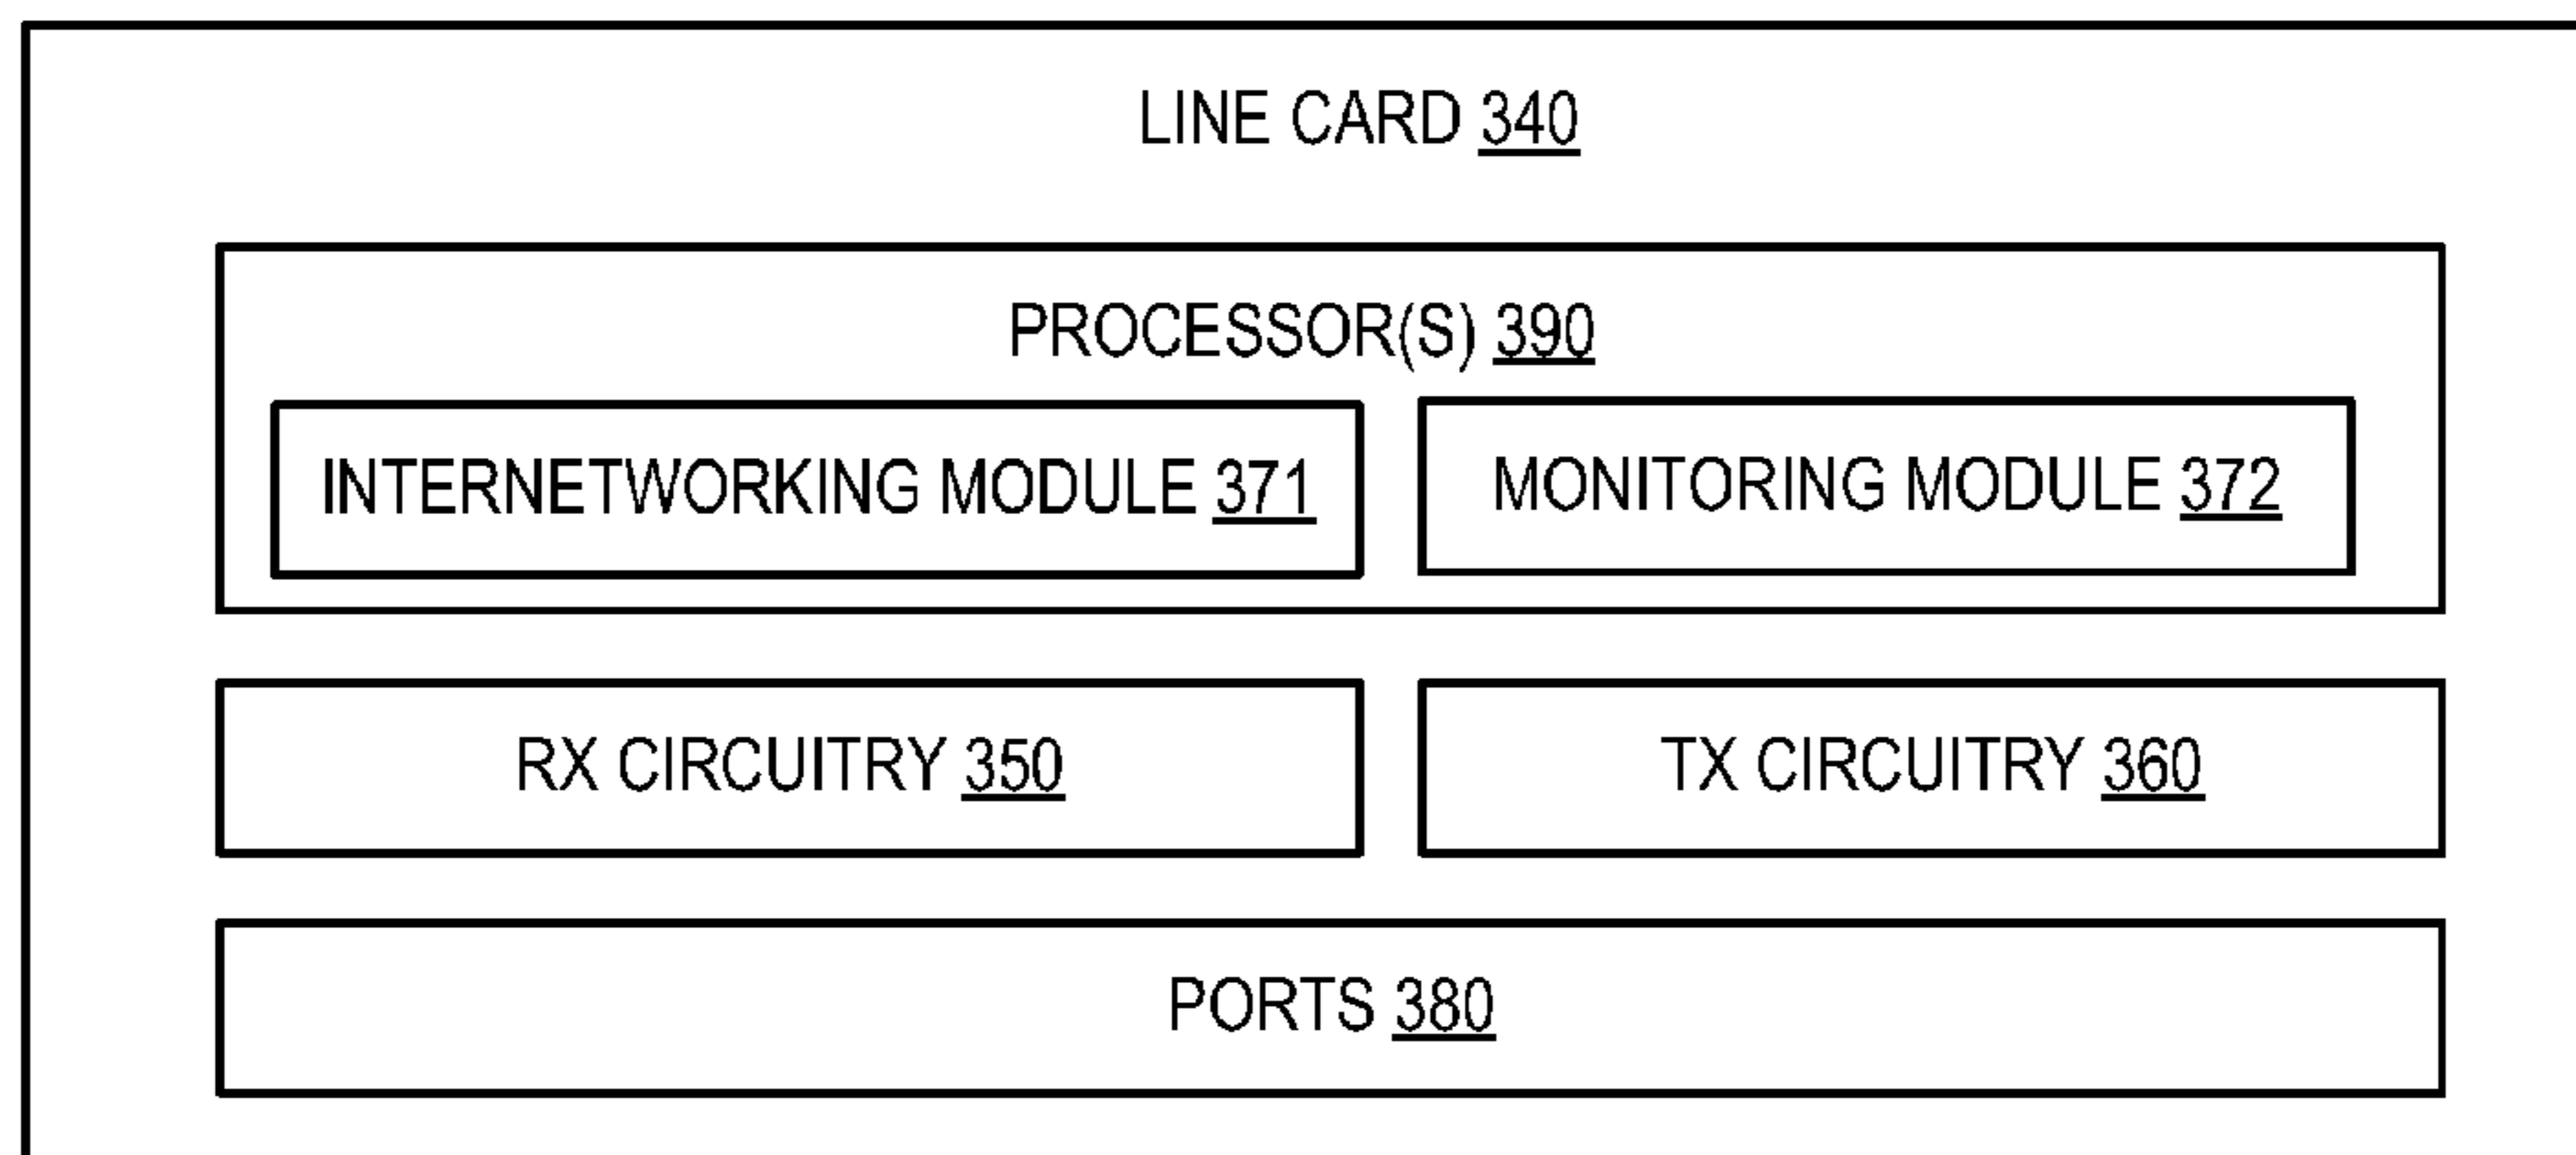 LINE CARD 340
PROCESSOR(S) 390
INTERNETWORKING MODULE 371
MONITORING MODULE 372
RX CIRCUITRY 350
TX CIRCUITRY 360
PORTS 380